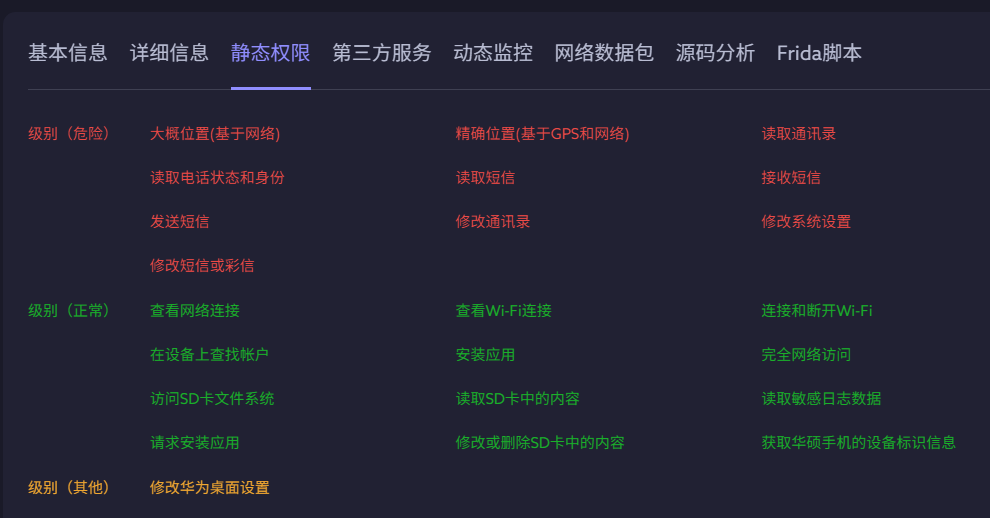 基本信息 详细信息 静态权限 第三方服务 动态监控 网络数据包 源码分析 Frida脚本
级别（危险） 大概位置(基于网络) 精确位置(基于GPS和网络) 读取通讯录
读取电话状态和身份 读取短信 接收短信
发送短信 修改通讯录 修改系统设置
修改短信或彩信
级别（正常） 查看网络连接 查看Wi-Fi连接 连接和断开Wi-Fi
在设备上查找帐户 安装应用 完全网络访问
访问SD卡文件系统 读取SD卡中的内容 读取敏感日志数据
请求安装应用 修改或删除SD卡中的内容 获取华硕手机的设备标识信息
级别（其他） 修改华为桌面设置